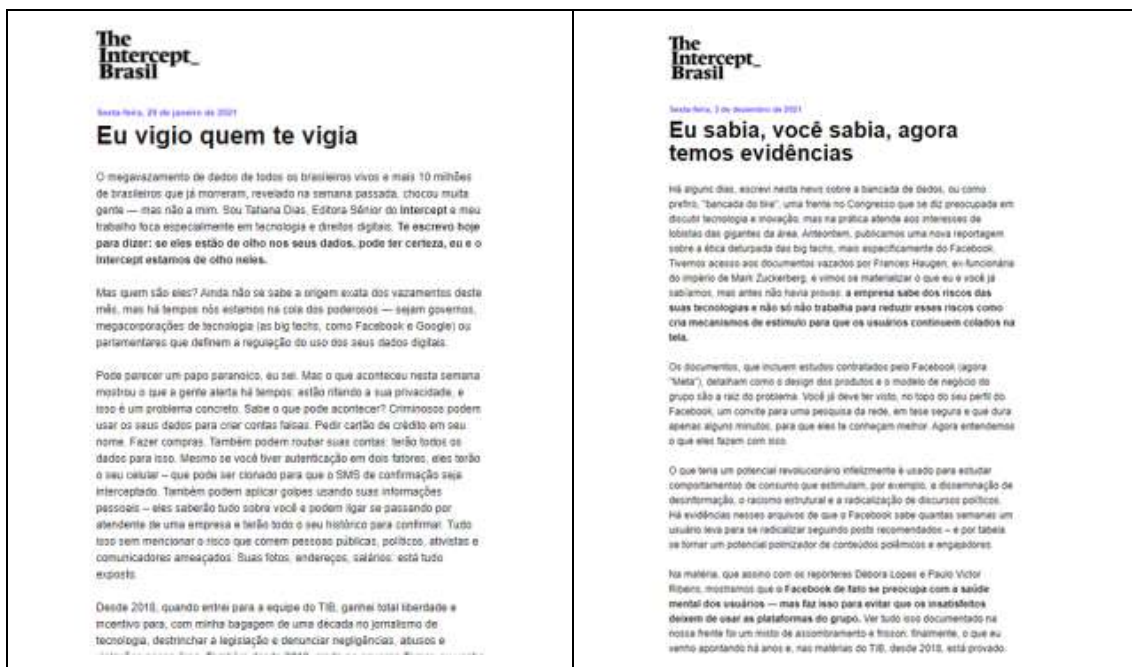 The
Intercept_
Brasil
Sexta-feira, 29 de janeiro de 2021
Eu vigio quem te vigia
O megavazamento de dados de todos os brasileiros vivos e mais 10 milhões
de brasileiros que já morreram, revelado na semana passada, chocou muita
gente — mas não a mim. Sou Tatiana Dias, Editora Sênior do Intercept e meu
trabalho foca especialmente em tecnologia e direitos digitais. Te escrevo hoje
para dizer: se eles estão de olho nos seus dados, pode ter certeza, eu e o
Intercept estamos de olho neles.
Mas quem são eles? Ainda não se sabe a origem exata dos vazamentos deste
mês, mas há tempos nós estamos na cola dos poderosos — sejam governos,
megacorporações de tecnologia (as big techs, como Facebook e Google) ou
parlamentares que definem a regulação do uso dos seus dados digitais.
Pode parecer um papo paranoico, eu sei. Mas o que aconteceu nesta semana
mostrou o que a gente alerta há tempos: estão rifando a sua privacidade, e
isso é um problema concreto. Sabe o que pode acontecer? Criminosos podem
usar os seus dados para criar contas falsas. Pedir cartão de crédito em seu
nome. Fazer compras. Também podem roubar suas contas: terão todos os
dados para isso. Mesmo se você tiver autenticação em dois fatores, eles terão
o seu celular – que pode ser clonado para que o SMS de confirmação seja
interceptado. Também podem aplicar golpes usando suas informações
pessoais – eles saberão tudo sobre você e podem ligar se passando por
atendente de uma empresa e terão todo o seu histórico para confirmar. Tudo
isso sem mencionar o risco que correm pessoas públicas, políticos, ativistas e
comunicadores ameaçados. Suas fotos, endereços, salários: está tudo
exposto.
Desde 2018, quando entrei para a equipe do TIB, ganhei total liberdade e
incentivo para, com minha bagagem de uma década no jornalismo de
tecnologia, destrinchar a legislação e denunciar negligências, abusos e
The
Intercept_
Brasil
Sexta-feira, 3 de dezembro de 2021
Eu sabia, você sabia, agora
temos evidências
Há alguns dias, escrevi nesta news sobre a bancada de dados, ou como
prefiro, "bancada do like", uma frente no Congresso que se diz preocupada em
discutir tecnologia e inovação, mas na prática atende aos interesses de
lobistas das gigantes da área. Anteontem, publicamos uma nova reportagem
sobre a ética deturpada das big techs, mais especificamente do Facebook.
Tivemos acesso aos documentos vazados por Frances Haugen, ex-funcionária
do império de Mark Zuckerberg, e vimos se materializar o que eu e você já
sabíamos, mas antes não havia provas: a empresa sabe dos riscos das
suas tecnologias e não só não trabalha para reduzir esses riscos como
cria mecanismos de estímulo para que os usuários continuem colados na
tela.
Os documentos, que incluem estudos contratados pelo Facebook (agora
"Meta"), detalham como o design dos produtos e o modelo de negócio do
grupo são a raiz do problema. Você já deve ter visto, no topo do seu perfil do
Facebook, um convite para uma pesquisa da rede, em tese segura e que dura
apenas alguns minutos, para que eles te conheçam melhor. Agora entendemos
o que eles fazem com isso.
O que teria um potencial revolucionário infelizmente é usado para estudar
comportamentos de consumo que estimulam, por exemplo, a disseminação de
desinformação, o racismo estrutural e a radicalização de discursos políticos.
Há evidências nesses arquivos de que o Facebook sabe quantas semanas um
usuário leva para se radicalizar seguindo posts recomendados – e por tabela
se tornar um potencial polinizador de conteúdos polêmicos e engajadores.
Na matéria, que assino com os repórteres Débora Lopes e Paulo Victor
Ribeiro, mostramos que o Facebook de fato se preocupa com a saúde
mental dos usuários — mas faz isso para evitar que os insatisfeitos
deixem de usar as plataformas do grupo. Ver tudo isso documentado na
nossa frente foi um misto de assombramento e frisson: finalmente, o que eu
venho apontando há anos e, nas matérias do TIB, desde 2018, está provado.